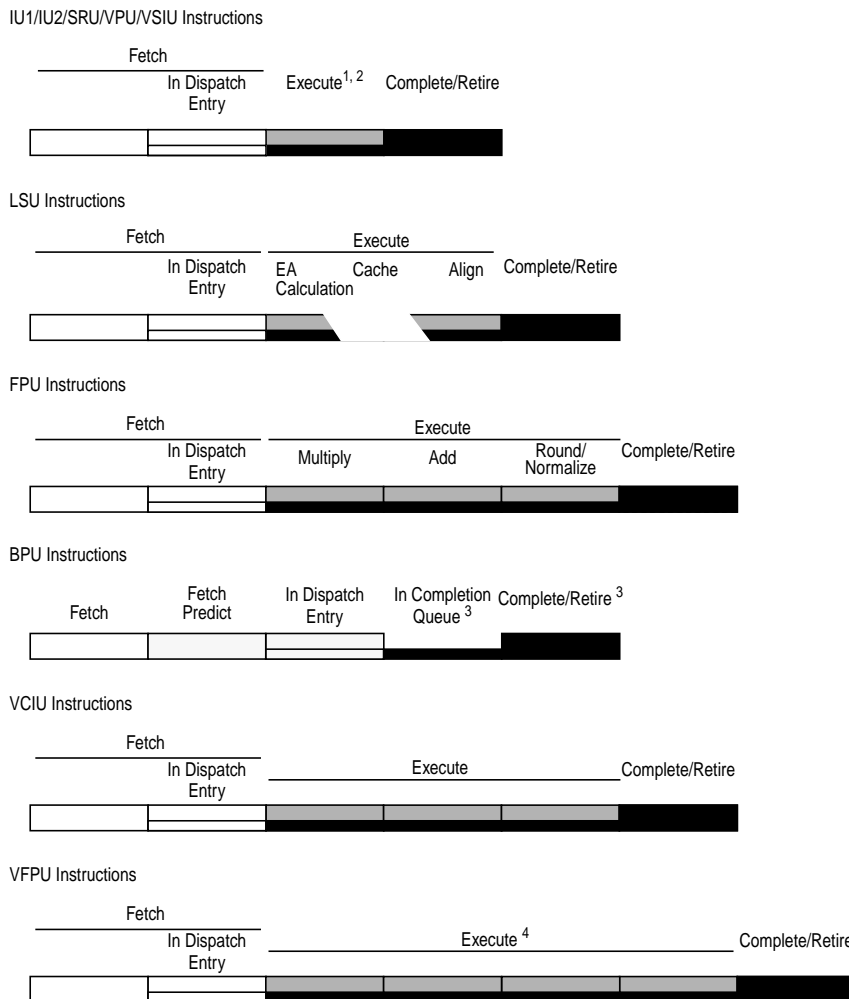 IU1/IU2/SRU/VPU/VSIU Instructions
Fetch
In Dispatch Entry
Execute1, 2
Complete/Retire
LSU Instructions
Fetch
Execute
In Dispatch Entry
EA Calculation
Cache
Align
Complete/Retire
FPU Instructions
Fetch
Execute
In Dispatch Entry
Multiply
Add
Round/ Normalize
Complete/Retire
BPU Instructions
Fetch
Fetch Predict
In Dispatch Entry
In Completion Queue 3
Complete/Retire 3
VCIU Instructions
Fetch
In Dispatch Entry
Execute
Complete/Retire
VFPU Instructions
Fetch
In Dispatch Entry
Execute 4
Complete/Retire